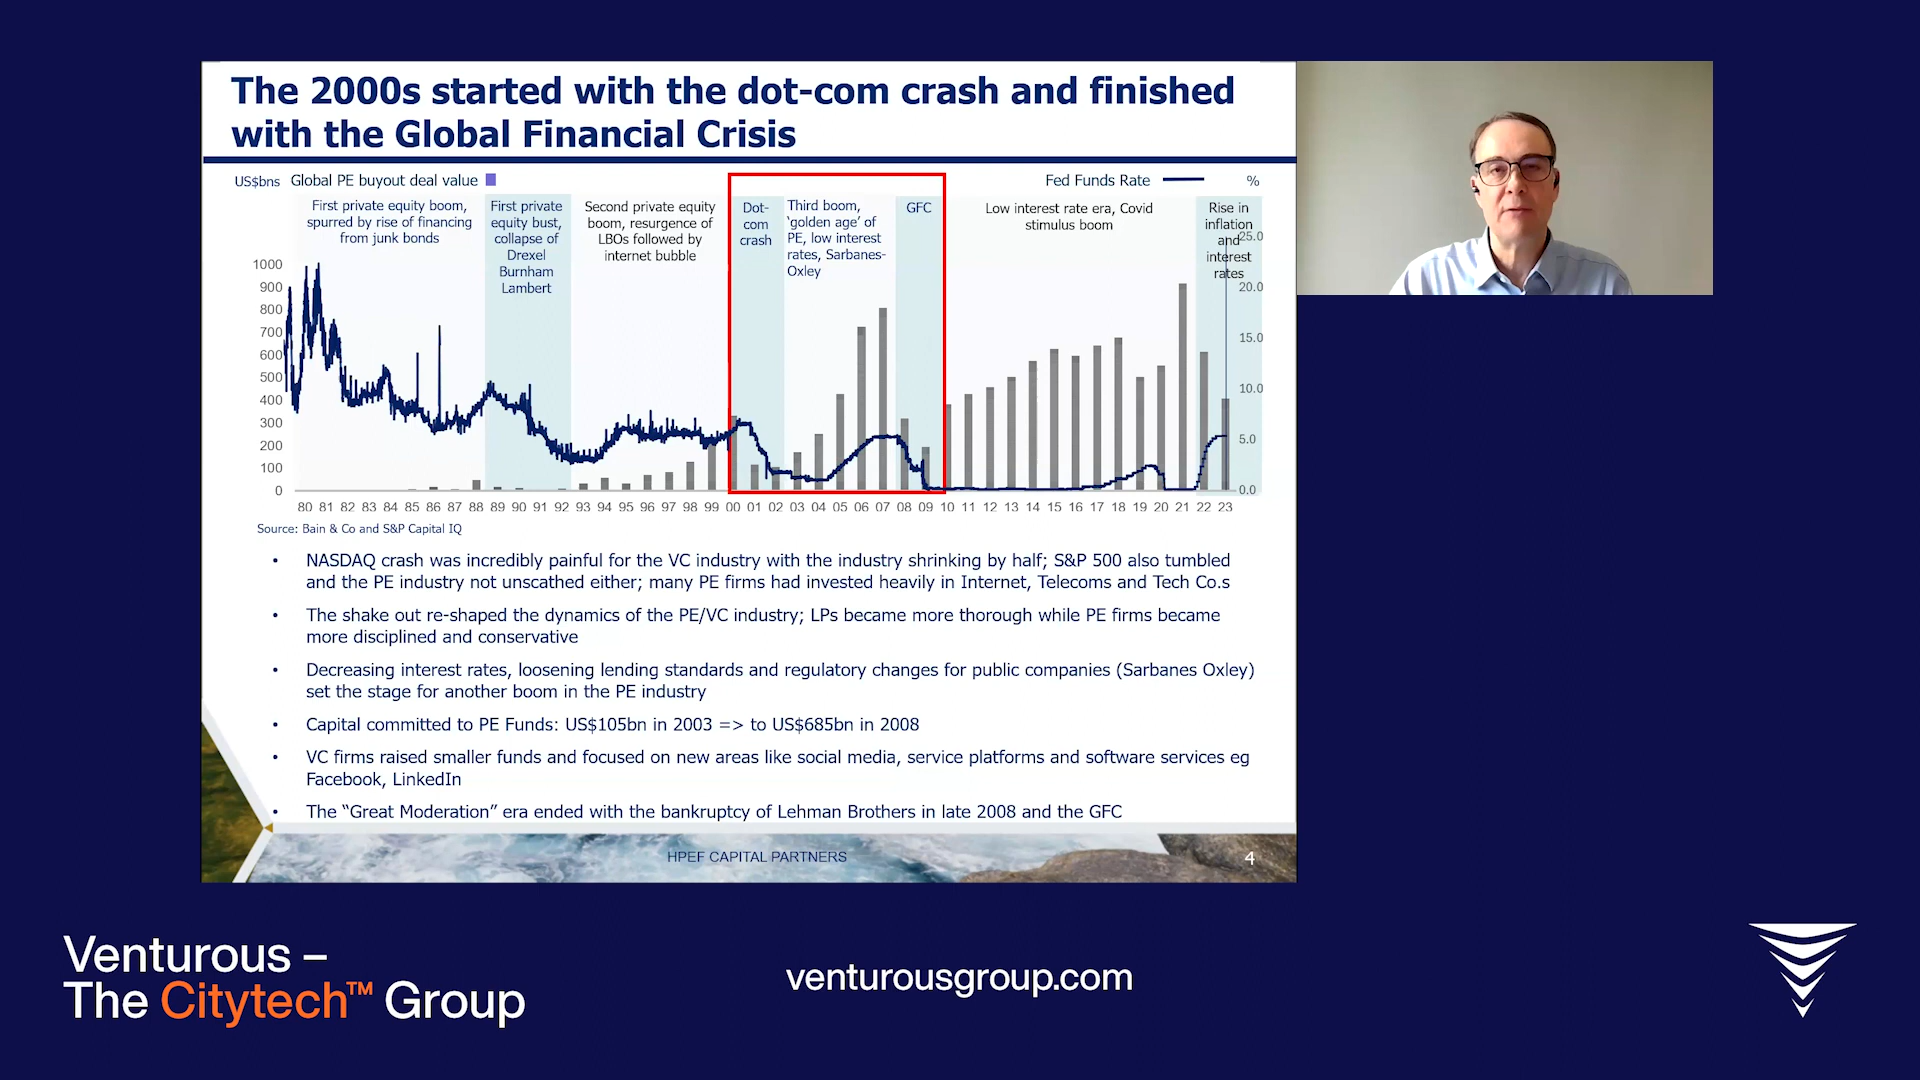 The 2000s started with the dot-com crash and finished
with the Global Financial Crisis
US$bns Global PE buyout deal value
Fed Funds Rate %
First private equity boom,
spurred by rise of financing
from junk bonds
First private
equity bust,
collapse of
Drexel
Burnham
Lambert
Second private equity
boom, resurgence of
LBOs followed by
internet bubble
Dot-
com
crash
Third boom,
‘golden age’ of
PE, low interest
rates, Sarbanes-
Oxley
GFC
Low interest rate era, Covid
stimulus boom
Rise in
inflation
and
interest
rates
1000
900
800
700
600
500
400
300
200
100
0
25.0
20.0
15.0
10.0
5.0
0.0
80 81 82 83 84 85 86 87 88 89 90 91 92 93 94 95 96 97 98 99 00 01 02 03 04 05 06 07 08 09 10 11 12 13 14 15 16 17 18 19 20 21 22 23
Source: Bain & Co and S&P Capital IQ
• NASDAQ crash was incredibly painful for the VC industry with the industry shrinking by half; S&P 500 also tumbled
and the PE industry not unscathed either; many PE firms had invested heavily in Internet, Telecoms and Tech Co.s
• The shake out re-shaped the dynamics of the PE/VC industry; LPs became more thorough while PE firms became
more disciplined and conservative
• Decreasing interest rates, loosening lending standards and regulatory changes for public companies (Sarbanes Oxley)
set the stage for another boom in the PE industry
• Capital committed to PE Funds: US$105bn in 2003 => to US$685bn in 2008
• VC firms raised smaller funds and focused on new areas like social media, service platforms and software services eg
Facebook, LinkedIn
• The “Great Moderation” era ended with the bankruptcy of Lehman Brothers in late 2008 and the GFC
HPEF CAPITAL PARTNERS
4
Venturous –
The Citytech™ Group
venturousgroup.com